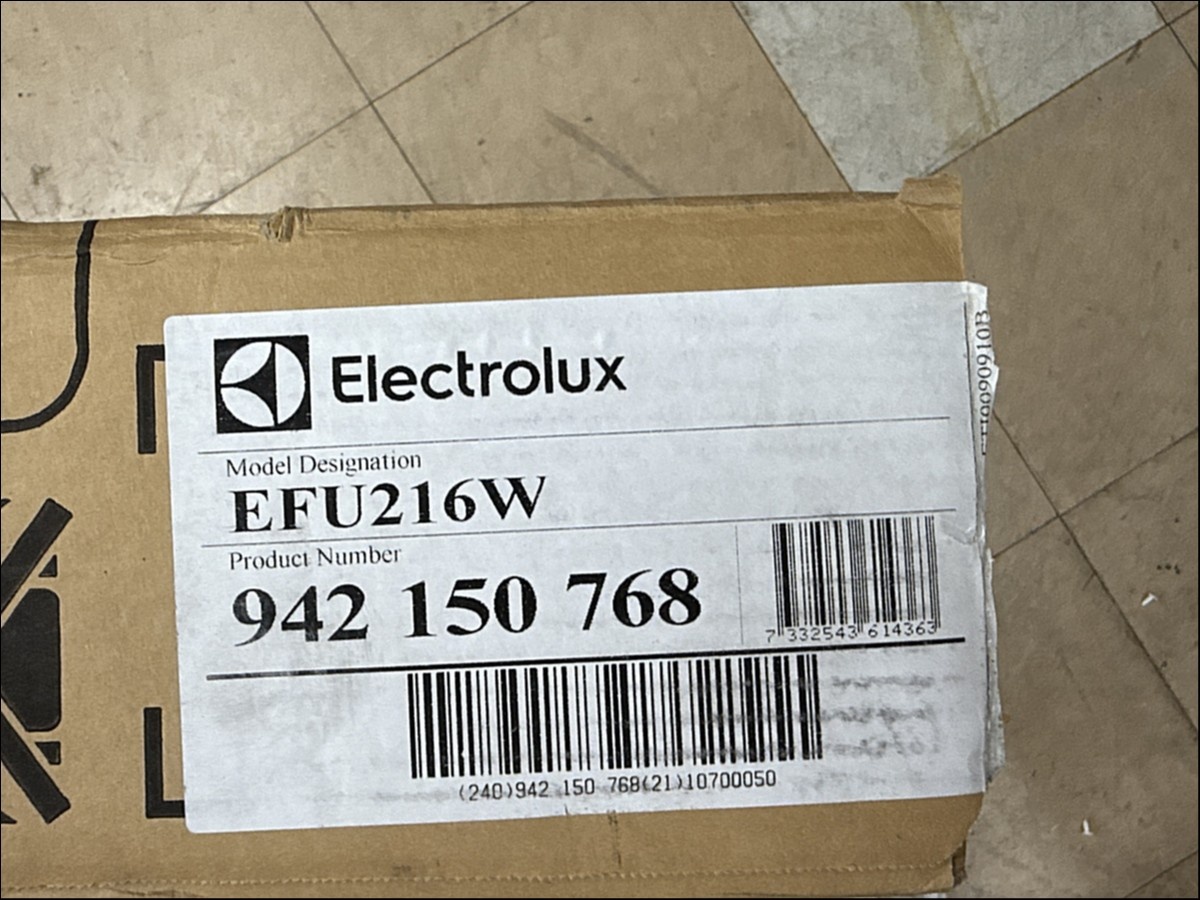 Electrolux
Model Designation
EFU216W
Product Number
942 150 768
7 332543 614363
(240)942 150 768(21)10700050